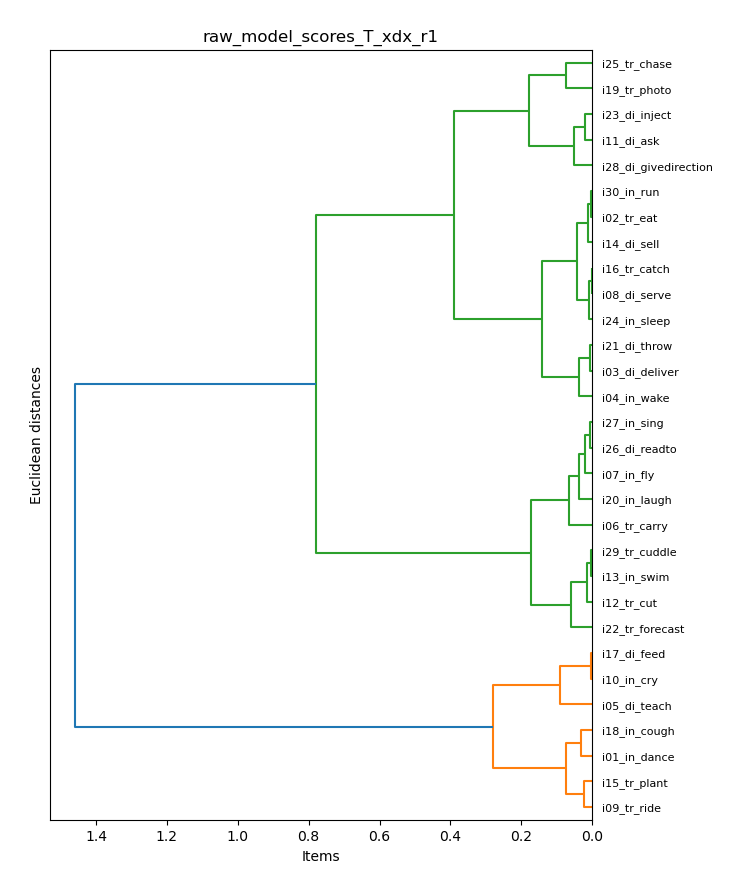 raw_model_scores_T_xdx_r1
i25_tr_chase
i19_tr_photo
i23_di_inject
i11_di_ask
i28_di_givedirection
i30_in_run
i02_tr_eat
i14_di_sell
i16_tr_catch
i08_di_serve
i24_in_sleep
i21_di_throw
i03_di_deliver
i04_in_wake
i27_in_sing
i26_di_readto
i07_in_fly
i20_in_laugh
i06_tr_carry
i29_tr_cuddle
i13_in_swim
i12_tr_cut
i22_tr_forecast
i17_di_feed
i10_in_cry
i05_di_teach
i18_in_cough
i01_in_dance
i15_tr_plant
i09_tr_ride
Euclidean distances
1.4 1.2 1.0 0.8 0.6 0.4 0.2 0.0
Items